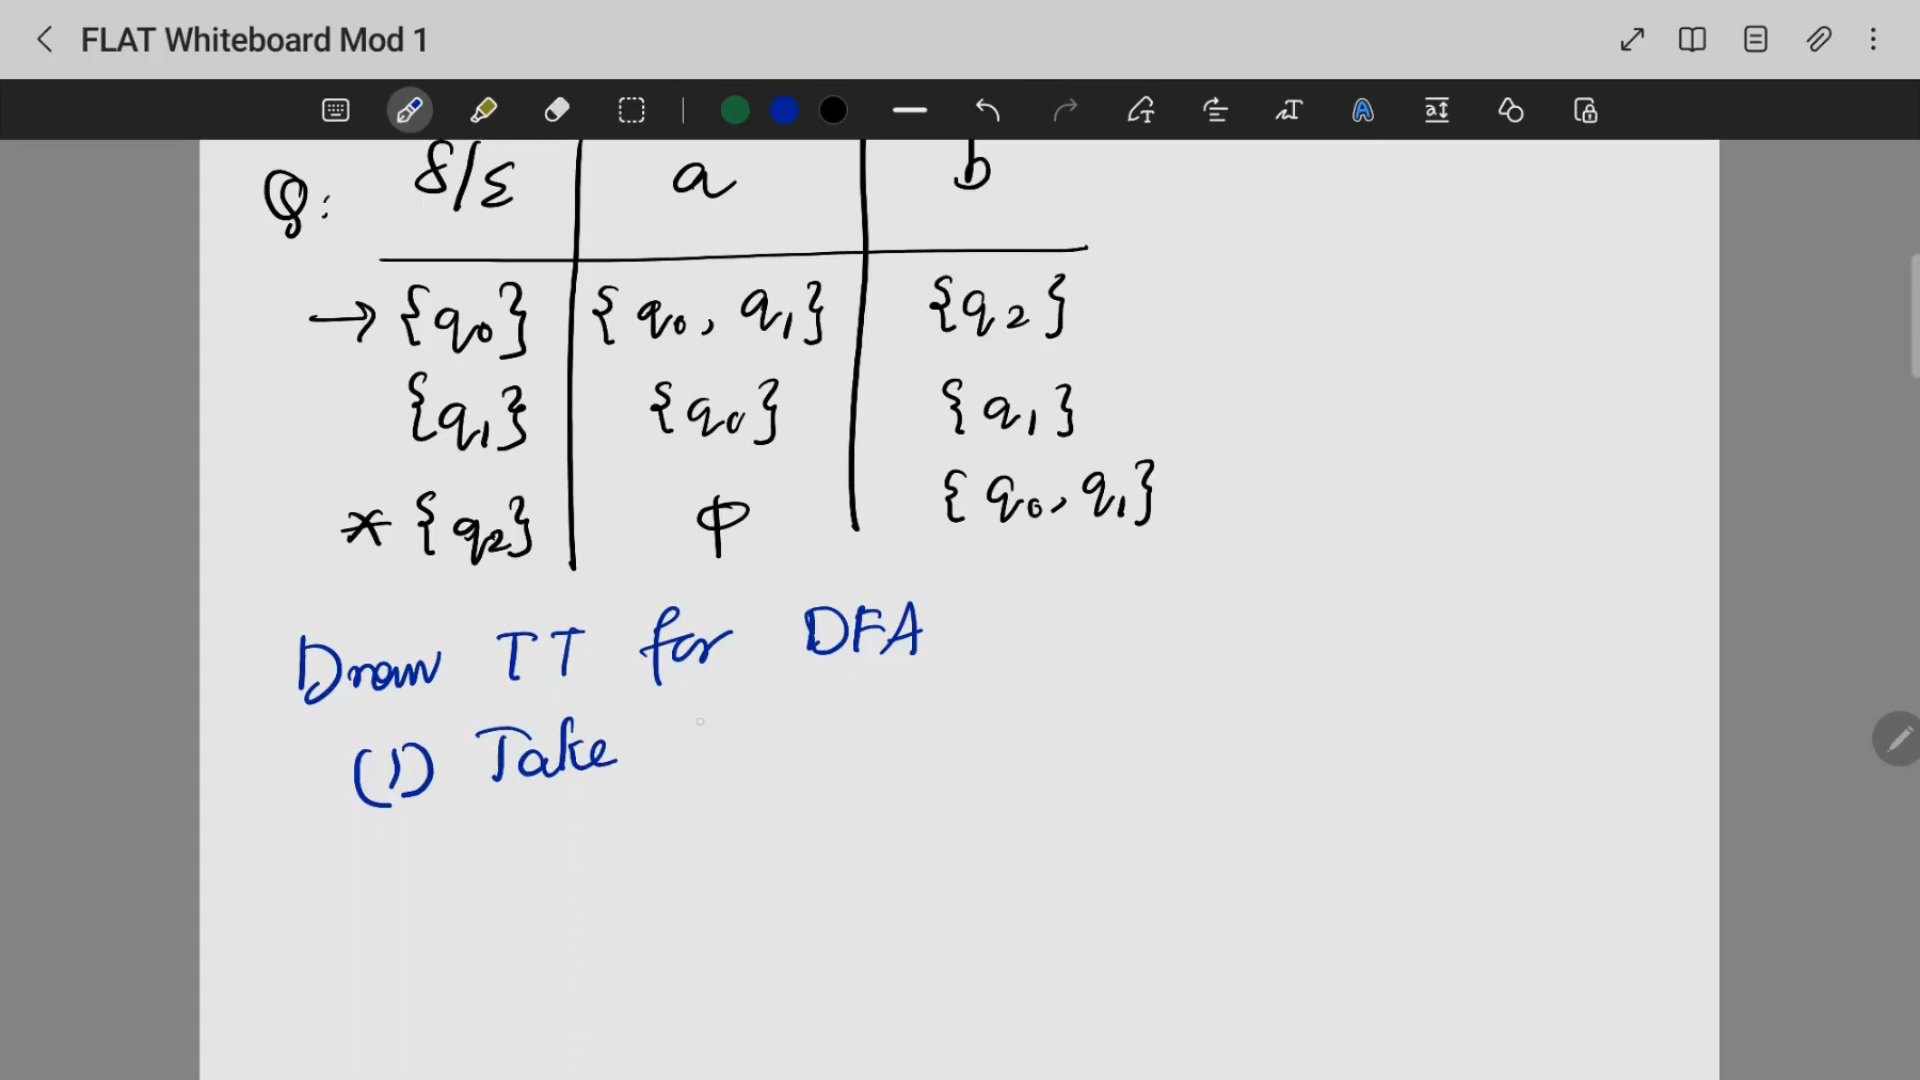 FLAT Whiteboard Mod 1
Q: δ/Σ a b
→ {q0} {q0, q1} {q2}
{q1} {q0} {q1}
* {q2} ϕ {q0, q1}
Draw TT for DFA
(1) Take